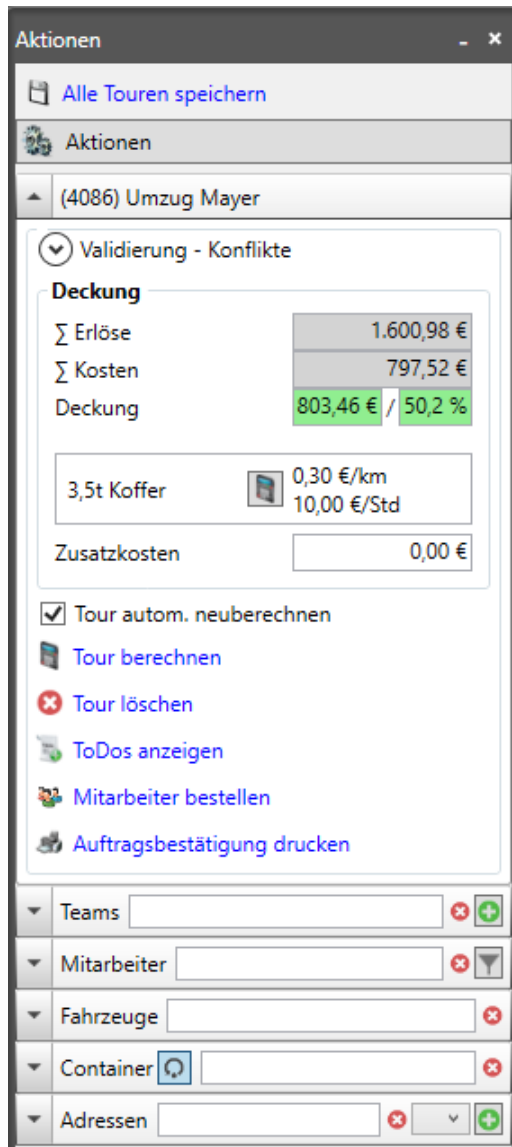 Aktionen
Alle Touren speichern
Aktionen
(4086) Umzug Mayer
Validierung - Konflikte
Deckung
∑ Erlöse 1.600,98 €
∑ Kosten 797,52 €
Deckung 803,46 € / 50,2 %
3,5t Koffer 0,30 €/km
10,00 €/Std
Zusatzkosten 0,00 €
Tour autom. neuberechnen
Tour berechnen
Tour löschen
ToDos anzeigen
Mitarbeiter bestellen
Auftragsbestätigung drucken
Teams
Mitarbeiter
Fahrzeuge
Container
Adressen